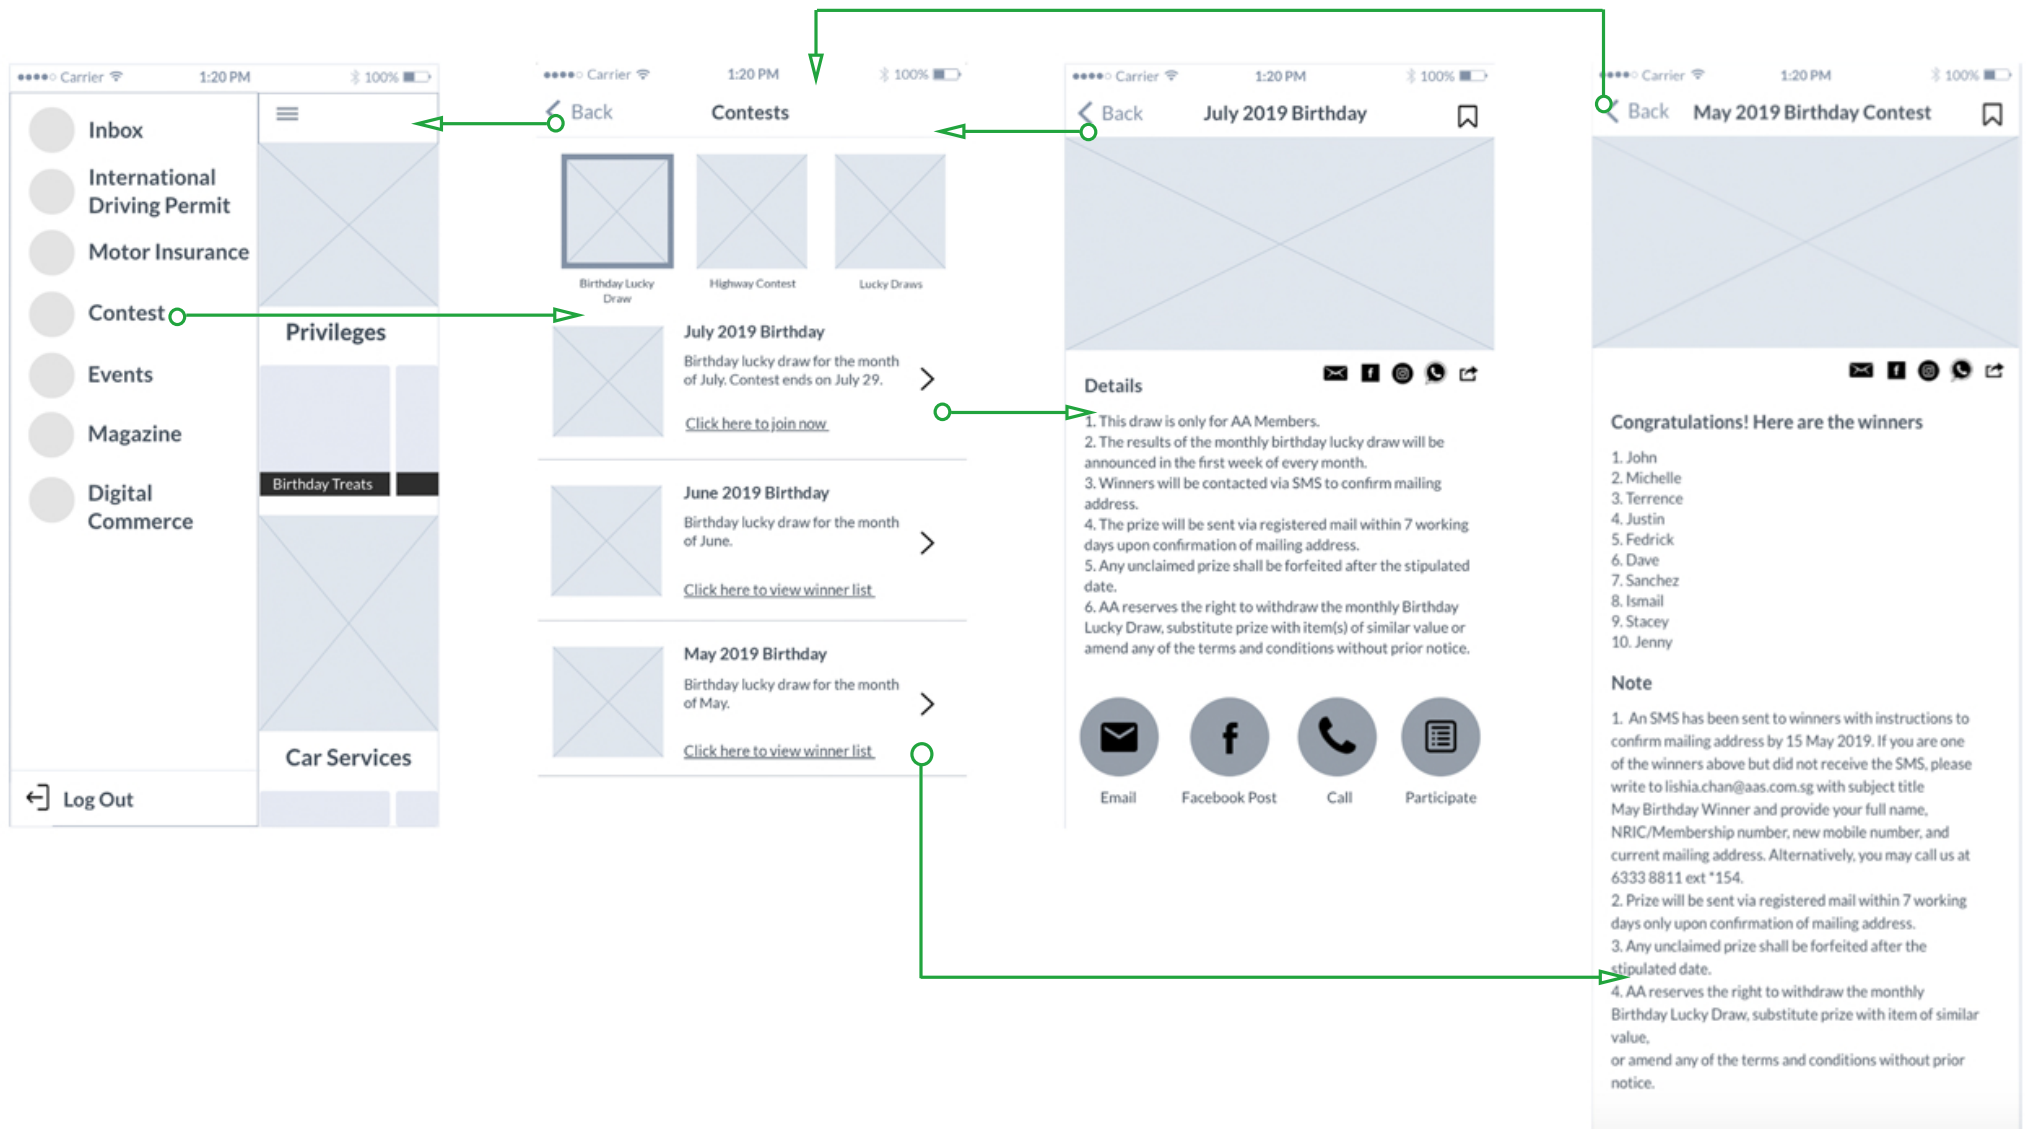 Carrier 1:20 PM 100%
Inbox
International
Driving Permit
Motor Insurance
Contest
Events
Magazine
Digital
Commerce
Log Out
Privileges
Birthday Treats
Car Services
Carrier 1:20 PM 100%
Back Contests
Birthday Lucky
Draw
Highway Contest
Lucky Draws
July 2019 Birthday
Birthday lucky draw for the month
of July. Contest ends on July 29.
Click here to join now
June 2019 Birthday
Birthday lucky draw for the month
of June.
Click here to view winner list
May 2019 Birthday
Birthday lucky draw for the month
of May.
Click here to view winner list
Carrier 1:20 PM 100%
Back July 2019 Birthday
Details
1. This draw is only for AA Members.
2. The results of the monthly birthday lucky draw will be
announced in the first week of every month.
3. Winners will be contacted via SMS to confirm mailing
address.
4. The prize will be sent via registered mail within 7 working
days upon confirmation of mailing address.
5. Any unclaimed prize shall be forfeited after the stipulated
date.
6. AA reserves the right to withdraw the monthly Birthday
Lucky Draw, substitute prize with item(s) of similar value or
amend any of the terms and conditions without prior notice.
Email
Facebook Post
Call
Participate
Carrier 1:20 PM 100%
Back May 2019 Birthday Contest
Congratulations! Here are the winners
1. John
2. Michelle
3. Terrence
4. Justin
5. Fedrick
6. Dave
7. Sanchez
8. Ismail
9. Stacey
10. Jenny
Note
1. An SMS has been sent to winners with instructions to
confirm mailing address by 15 May 2019. If you are one
of the winners above but did not receive the SMS, please
write to lishia.chan@aas.com.sg with subject title
May Birthday Winner and provide your full name,
NRIC/Membership number, new mobile number, and
current mailing address. Alternatively, you may call us at
6333 8811 ext *154.
2. Prize will be sent via registered mail within 7 working
days only upon confirmation of mailing address.
3. Any unclaimed prize shall be forfeited after the
stipulated date.
4. AA reserves the right to withdraw the monthly
Birthday Lucky Draw, substitute prize with item of similar
value,
or amend any of the terms and conditions without prior
notice.